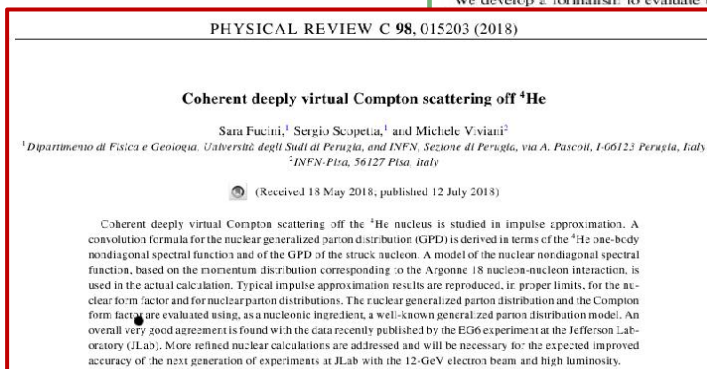 We develop a formalism to evaluate
PHYSICAL REVIEW C 98, 015203 (2018)
Coherent deeply virtual Compton scattering off ⁴He
Sara Fucini,¹ Sergio Scopetta,¹ and Michele Viviani²
¹Dipartimento di Fisica e Geologia, Università degli Sudi di Perugia, and INFN, Sezione di Perugia, via A. Pascoli, I-06123 Perugia, Italy
²INFN-Pisa, 56127 Pisa, Italy
(Received 18 May 2018; published 12 July 2018)
Coherent deeply virtual Compton scattering off the ⁴He nucleus is studied in impulse approximation. A
convolution formula for the nuclear generalized parton distribution (GPD) is derived in terms of the ⁴He one-body
nondiagonal spectral function and of the GPD of the struck nucleon. A model of the nuclear nondiagonal spectral
function, based on the momentum distribution corresponding to the Argonne 18 nucleon-nucleon interaction, is
used in the actual calculation. Typical impulse approximation results are reproduced, in proper limits, for the nu-
clear form factor and for nuclear parton distributions. The nuclear generalized parton distribution and the Compton
form factor are evaluated using, as a nucleonic ingredient, a well-known generalized parton distribution model. An
overall very good agreement is found with the data recently published by the EG6 experiment at the Jefferson Lab-
oratory (JLab). More refined nuclear calculations are addressed and will be necessary for the expected improved
accuracy of the next generation of experiments at JLab with the 12-GeV electron beam and high luminosity.